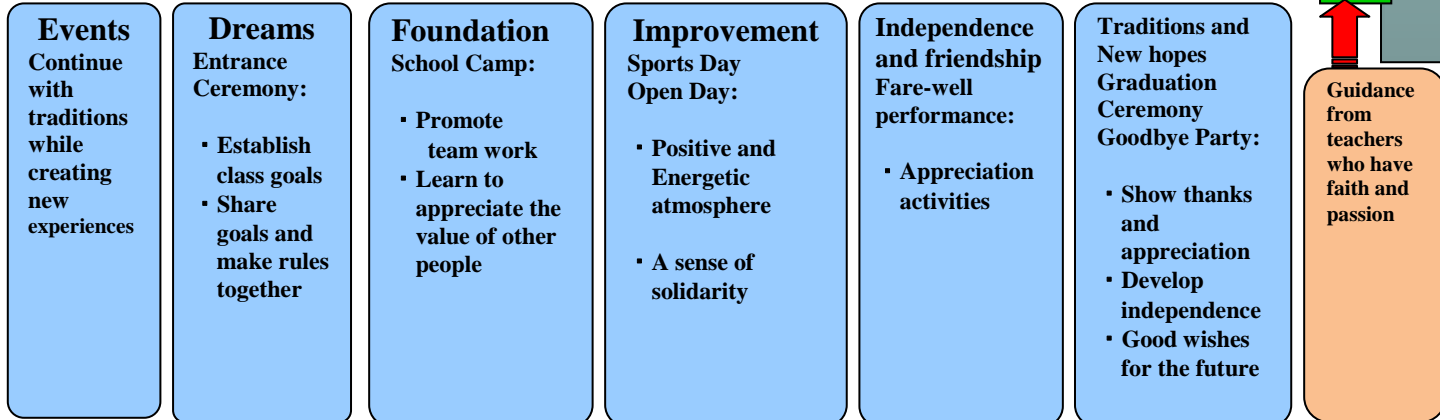 Events
Continue
with
traditions
while
creating
new
experiences
Dreams
Entrance
Ceremony:
▪ Establish
class goals
▪ Share
goals and
make rules
together
Foundation
School Camp:
▪ Promote
team work
▪ Learn to
appreciate the
value of other
people
Improvement
Sports Day
Open Day:
▪ Positive and
Energetic
atmosphere
▪ A sense of
solidarity
Independence
and friendship
Fare-well
performance:
▪ Appreciation
activities
Traditions and
New hopes
Graduation
Ceremony
Goodbye Party:
▪ Show thanks
and
appreciation
▪ Develop
independence
▪ Good wishes
for the future
Guidance
from
teachers
who have
faith and
passion